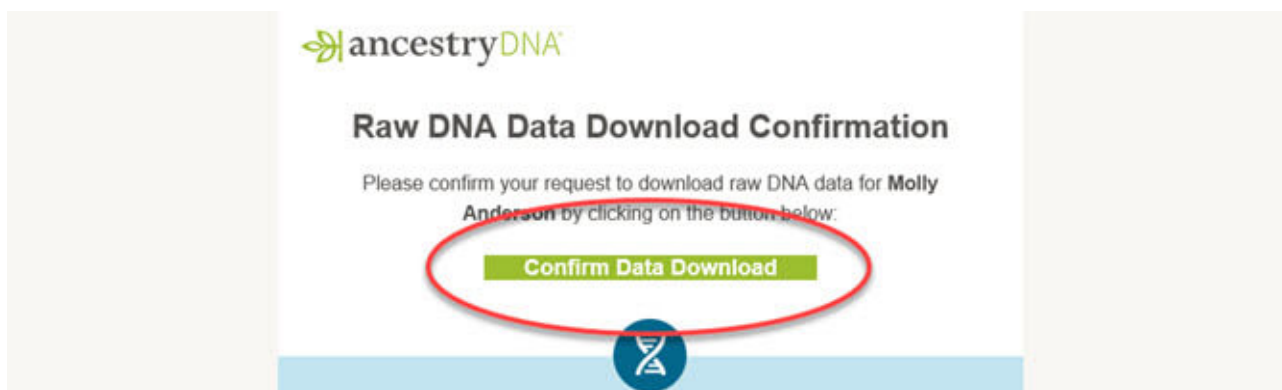 ancestryDNA
Raw DNA Data Download Confirmation
Please confirm your request to download raw DNA data for Molly
Anderson by clicking on the button below:
Confirm Data Download